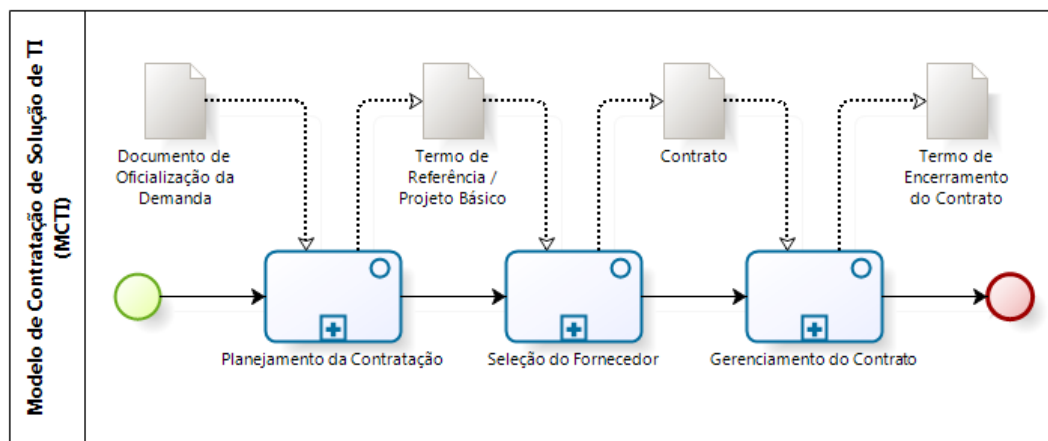 Modelo de Contratação de Solução de TI
(MCTI)
Documento de
Oficialização da
Demanda
Termo de
Referência /
Projeto Básico
Contrato
Termo de
Encerramento
do Contrato
Planejamento da Contratação
Seleção do Fornecedor
Gerenciamento do Contrato